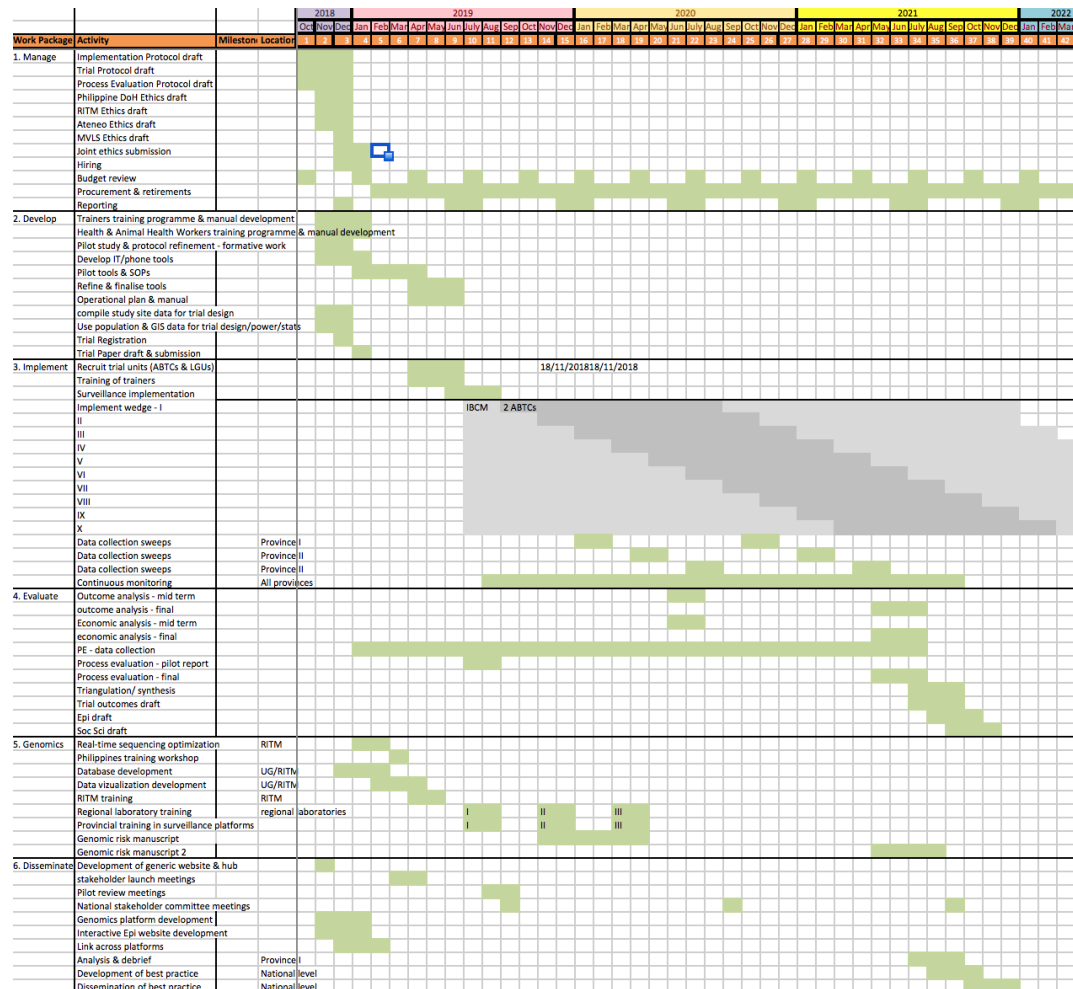 2018 2019 2020 2021 2022
Oct Nov Dec Jan Feb Mar Apr May Jun July Aug Sep Oct Nov Dec Jan Feb Mar Apr May Jun July Aug Sep Oct Nov Dec Jan Feb Mar Apr May Jun July Aug Sep Oct Nov Dec Jan Feb Mar
Work Package Activity Mileston Location 1 2 3 4 5 6 7 8 9 10 11 12 13 14 15 16 17 18 19 20 21 22 23 24 25 26 27 28 29 30 31 32 33 34 35 36 37 38 39 40 41 42
1. Manage Implementation Protocol draft
Trial Protocol draft
Process Evaluation Protocol draft
Philippine DoH Ethics draft
RITM Ethics draft
Ateneo Ethics draft
MVLS Ethics draft
Joint ethics submission
Hiring
Budget review
Procurement & retirements
Reporting
2. Develop Trainers training programme & manual development
Health & Animal Health Workers training programme & manual development
Pilot study & protocol refinement - formative work
Develop IT/phone tools
Pilot tools & SOPs
Refine & finalise tools
Operational plan & manual
compile study site data for trial design
Use population & GIS data for trial design/power/stats
Trial Registration
Trial Paper draft & submission
3. Implement Recruit trial units (ABTCs & LGUs) 18/11/201818/11/2018
Training of trainers
Surveillance implementation
Implement wedge - I IBCM 2 ABTCs
II
III
IV
V
VI
VII
VIII
IX
X
Data collection sweeps Province I
Data collection sweeps Province II
Data collection sweeps Province II
Continuous monitoring All provinces
4. Evaluate Outcome analysis - mid term
outcome analysis - final
Economic analysis - mid term
economic analysis - final
PE - data collection
Process evaluation - pilot report
Process evaluation - final
Triangulation/ synthesis
Trial outcomes draft
Epi draft
Soc Sci draft
5. Genomics Real-time sequencing optimization RITM
Philippines training workshop
Database development UG/RITM
Data vizualization development UG/RITM
RITM training RITM
Regional laboratory training regional laboratories I II III
Provincial training in surveillance platforms I II III
Genomic risk manuscript
Genomic risk manuscript 2
6. Disseminate Development of generic website & hub
stakeholder launch meetings
Pilot review meetings
National stakeholder committee meetings
Genomics platform development
Interactive Epi website development
Link across platforms
Analysis & debrief Province I
Development of best practice National level
Dissemination of best practice National level